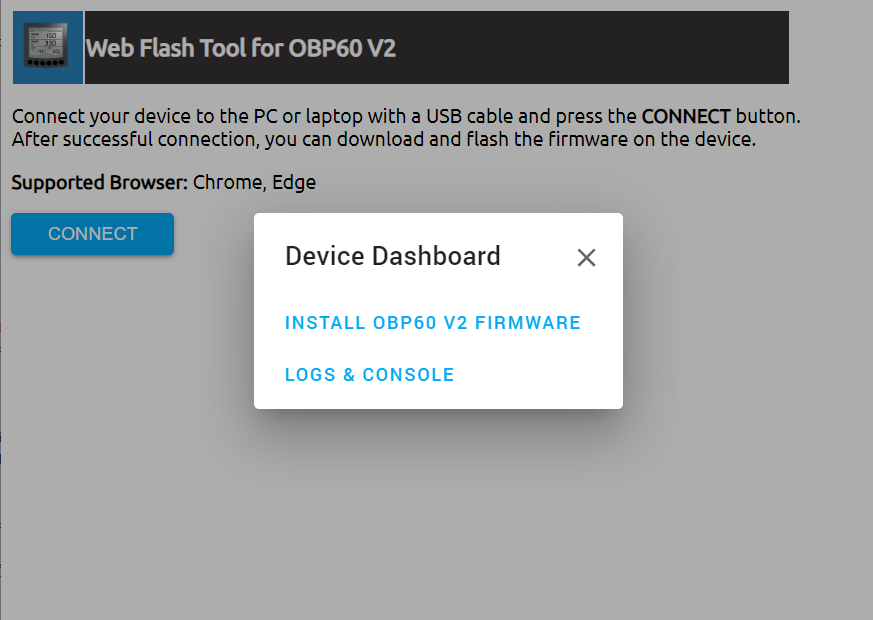 Web Flash Tool for OBP60 V2
Connect your device to the PC or laptop with a USB cable and press the CONNECT button.
After successful connection, you can download and flash the firmware on the device.
Supported Browser: Chrome, Edge
CONNECT
Device Dashboard
INSTALL OBP60 V2 FIRMWARE
LOGS & CONSOLE